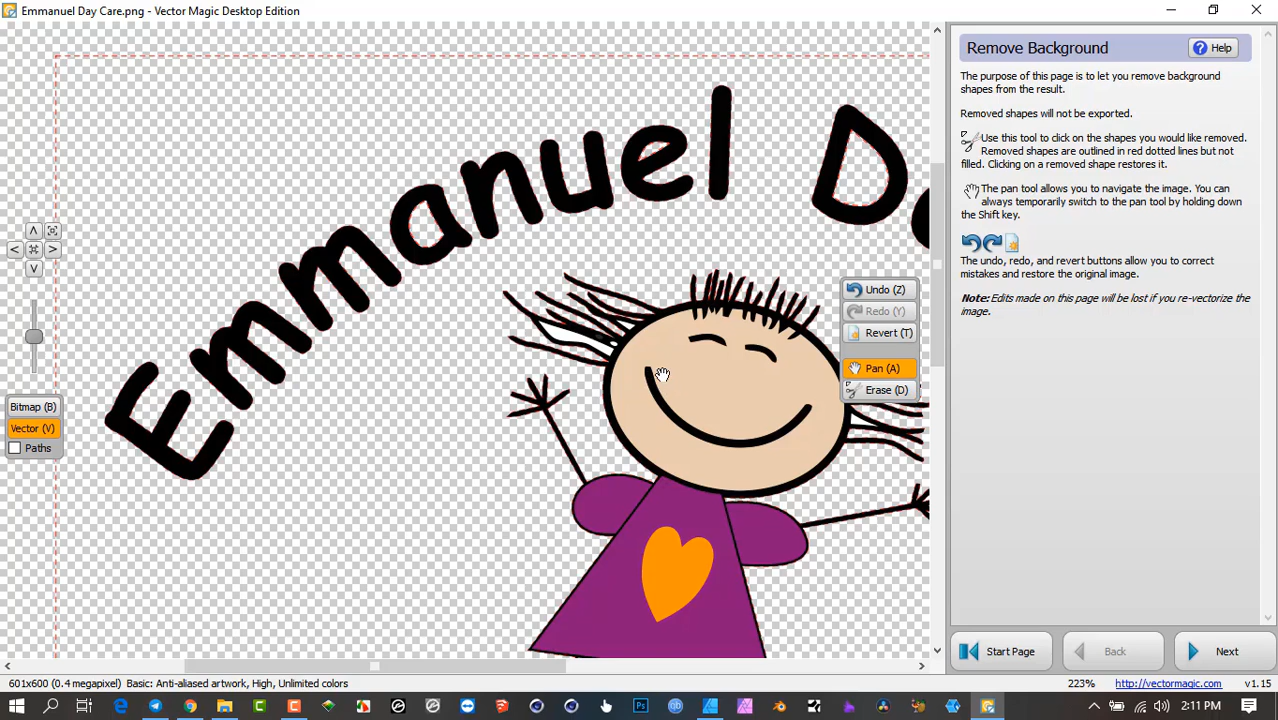 Emmanuel Day Care.png - Vector Magic Desktop Edition
Emmanuel D
Remove Background
Help
The purpose of this page is to let you remove background
shapes from the result.
Removed shapes will not be exported.
Use this tool to click on the shapes you would like removed.
Removed shapes are outlined in red dotted lines but not
filled. Clicking on a removed shape restores it.
The pan tool allows you to navigate the image. You can
always temporarily switch to the pan tool by holding down
the Shift key.
The undo, redo, and revert buttons allow you to correct
mistakes and restore the original image.
Note: Edits made on this page will be lost if you re-vectorize the
image.
Undo (Z)
Redo (Y)
Revert (T)
Pan (A)
Erase (D)
Bitmap (B)
Vector (V)
Paths
Start Page
Back
Next
601x600 (0.4 megapixel) Basic: Anti-aliased artwork, High, Unlimited colors
223%
http://vectormagic.com
v1.15
2:11 PM